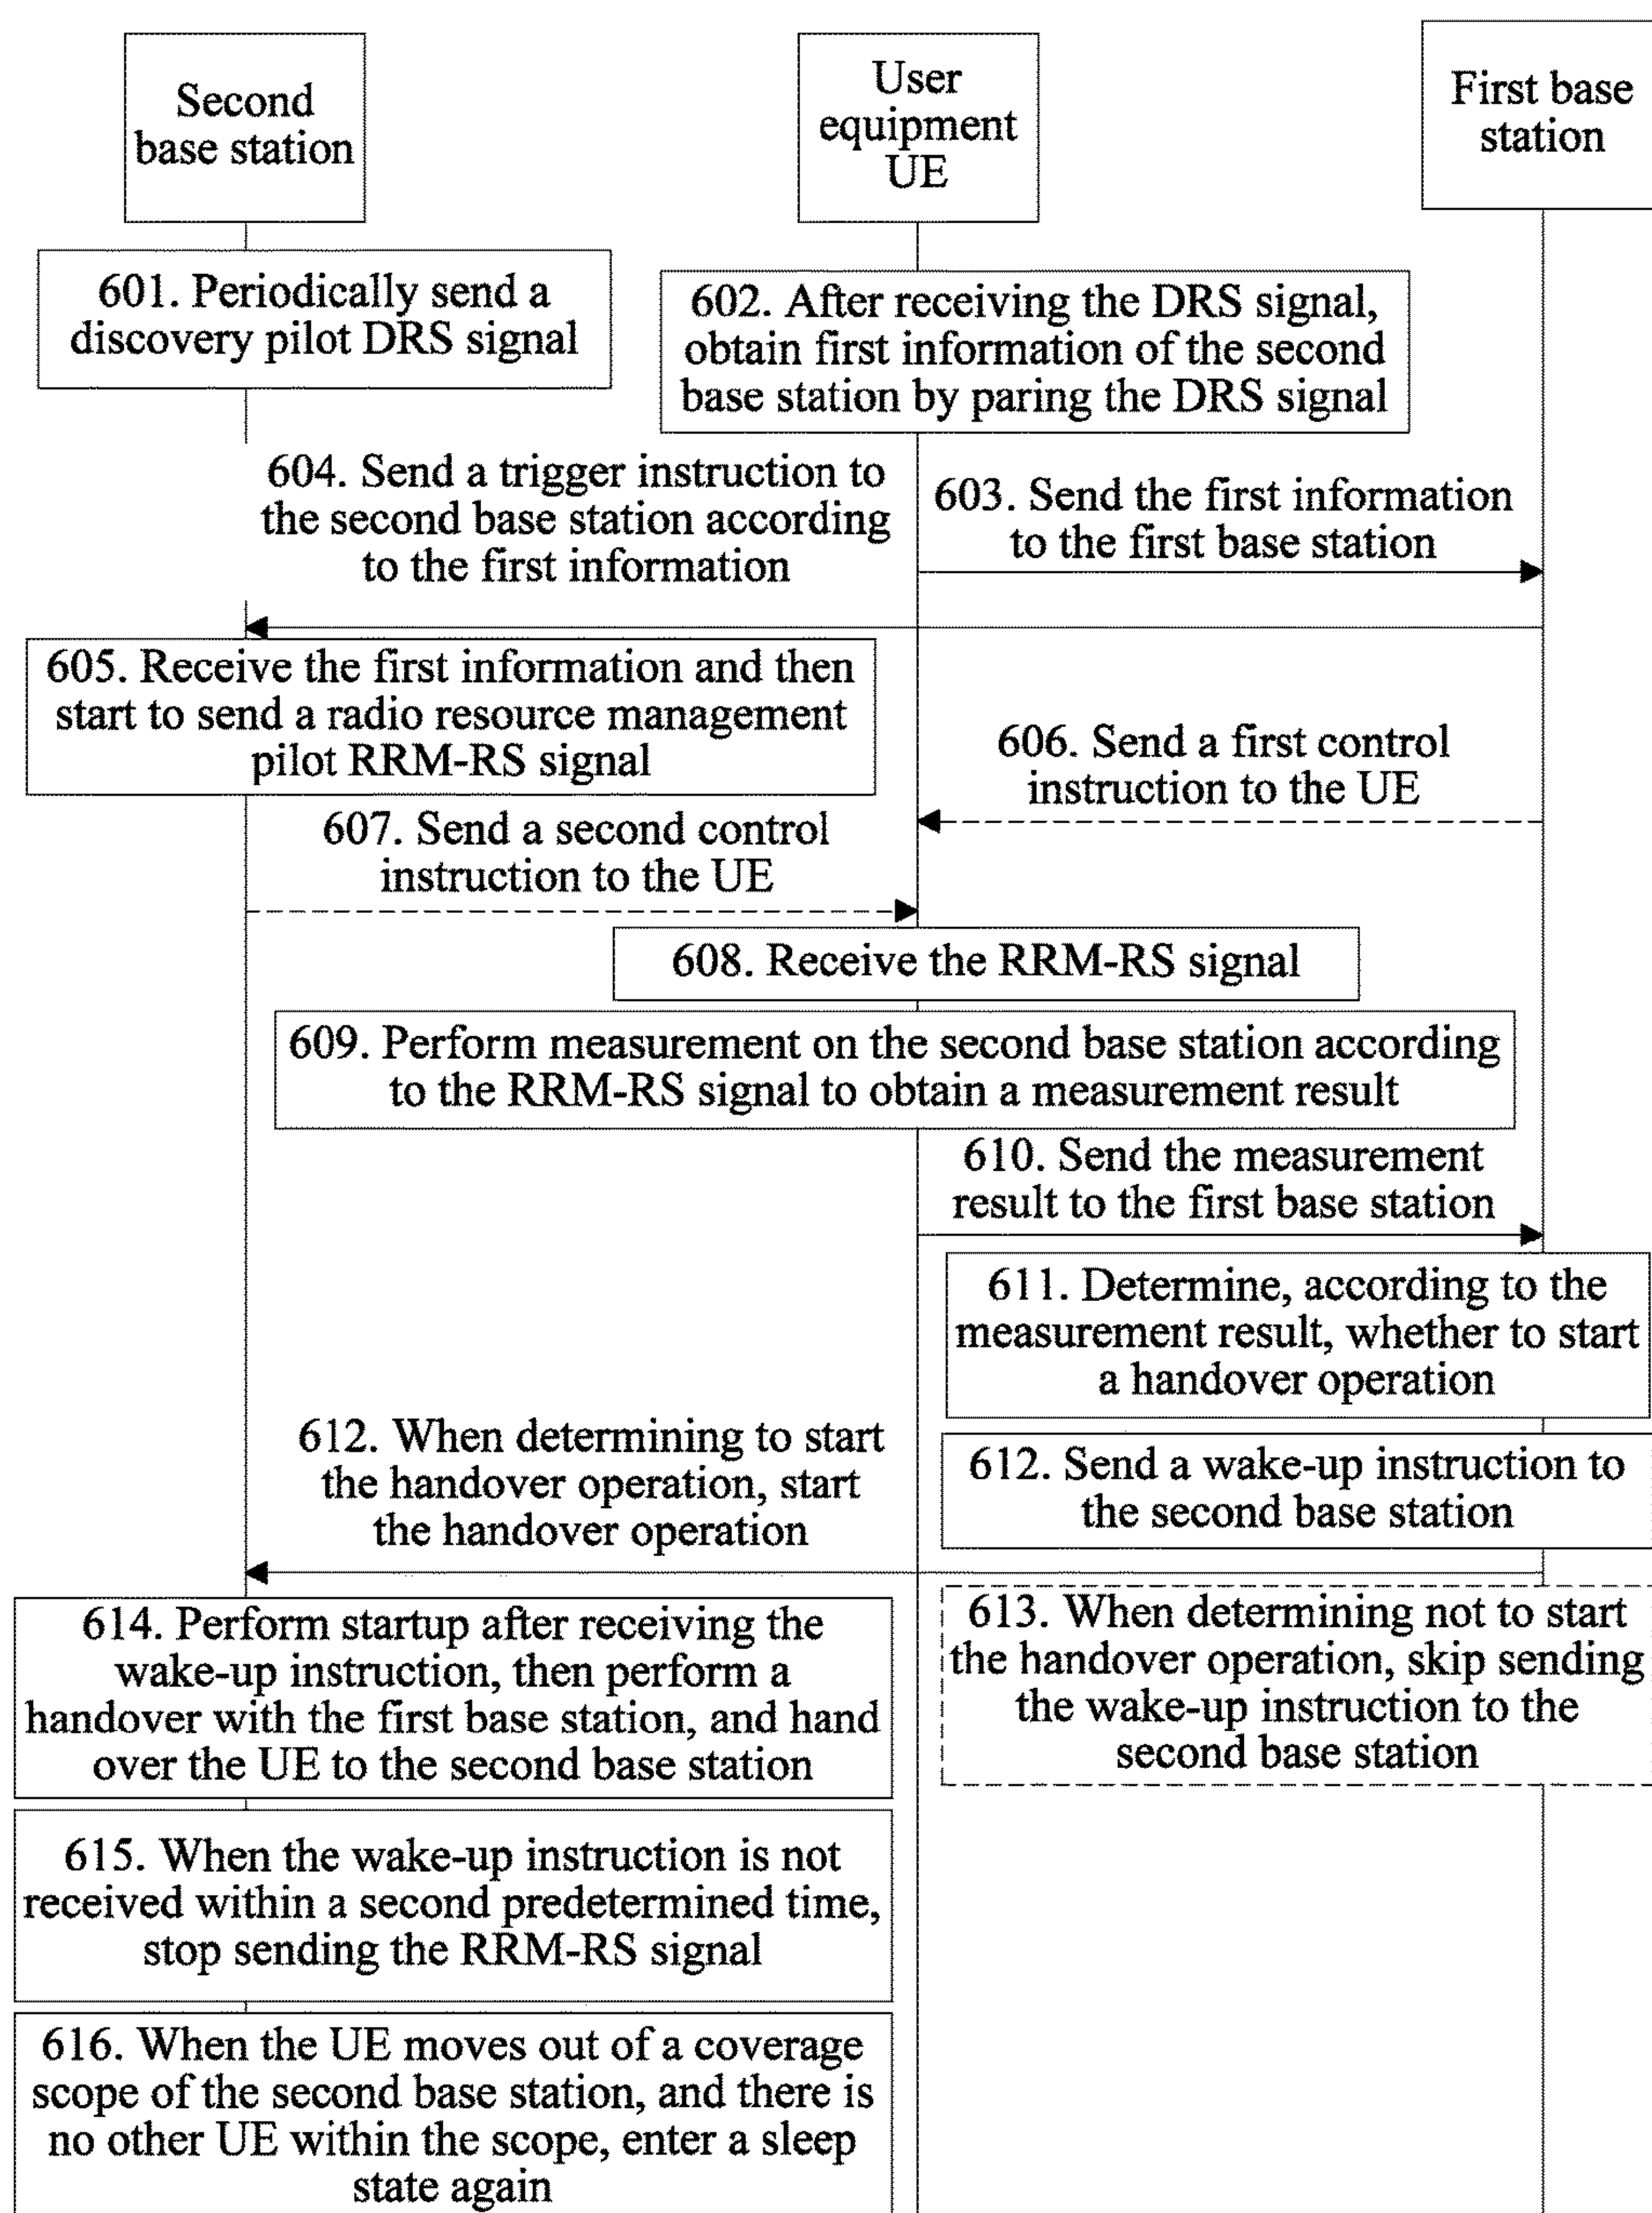 Second
base station
User
equipment
UE
First base
station
601. Periodically send a
discovery pilot DRS signal
602. After receiving the DRS signal,
obtain first information of the second
base station by paring the DRS signal
604. Send a trigger instruction to
the second base station according
to the first information
603. Send the first information
to the first base station
605. Receive the first information and then
start to send a radio resource management
pilot RRM-RS signal
606. Send a first control
instruction to the UE
607. Send a second control
instruction to the UE
608. Receive the RRM-RS signal
609. Perform measurement on the second base station according
to the RRM-RS signal to obtain a measurement result
610. Send the measurement
result to the first base station
611. Determine, according to the
measurement result, whether to start
a handover operation
612. When determining to start
the handover operation, start
the handover operation
612. Send a wake-up instruction to
the second base station
614. Perform startup after receiving the
wake-up instruction, then perform a
handover with the first base station, and hand
over the UE to the second base station
613. When determining not to start
the handover operation, skip sending
the wake-up instruction to the
second base station
615. When the wake-up instruction is not
received within a second predetermined time,
stop sending the RRM-RS signal
616. When the UE moves out of a coverage
scope of the second base station, and there is
no other UE within the scope, enter a sleep
state again